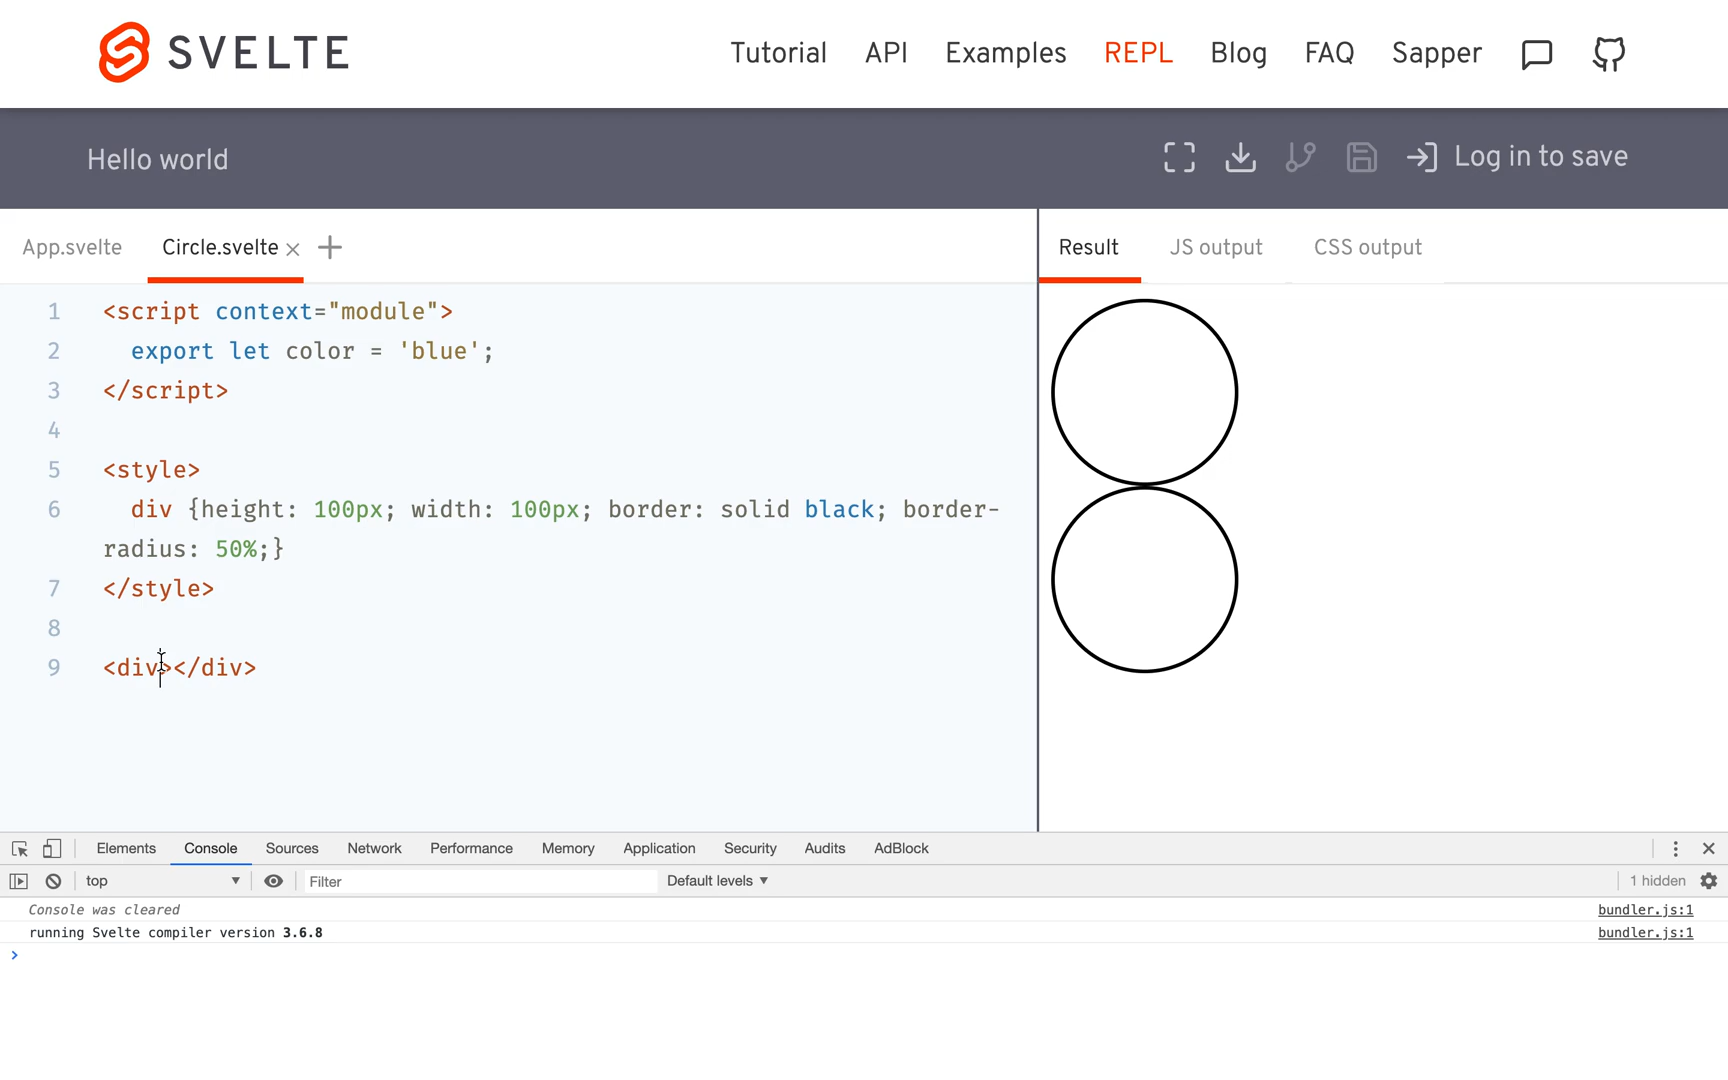 SVELTE
Tutorial API Examples REPL Blog FAQ Sapper
Hello world
Log in to save
App.svelte Circle.svelte
Result JS output CSS output
1 <script context="module">
2 export let color = 'blue';
3 </script>
4
5 <style>
6 div {height: 100px; width: 100px; border: solid black; border-
radius: 50%;}
7 </style>
8
9 <div></div>
Elements Console Sources Network Performance Memory Application Security Audits AdBlock
top Filter Default levels 1 hidden
Console was cleared bundler.js:1
running Svelte compiler version 3.6.8 bundler.js:1